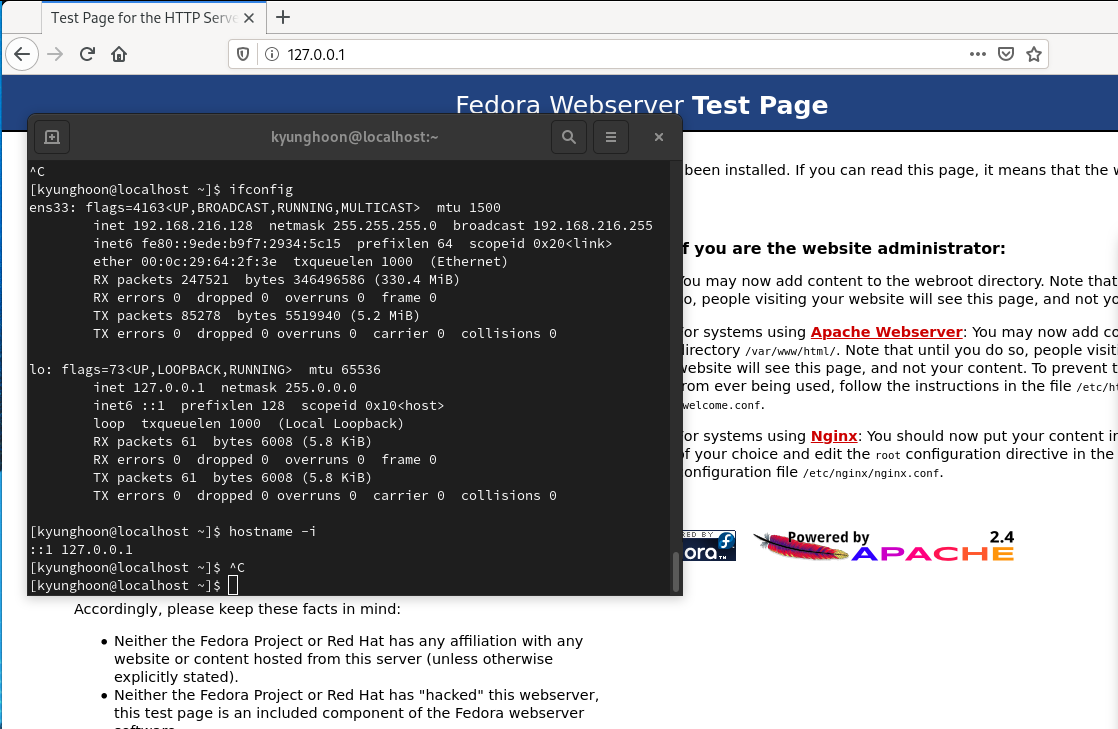 Test Page for the HTTP Serve
127.0.0.1
Fedora Webserver Test Page
kyunghoon@localhost:~
^C
[kyunghoon@localhost ~]$ ifconfig
ens33: flags=4163<UP,BROADCAST,RUNNING,MULTICAST>  mtu 1500
inet 192.168.216.128  netmask 255.255.255.0  broadcast 192.168.216.255
inet6 fe80::9ede:b9f7:2934:5c15  prefixlen 64  scopeid 0x20<link>
ether 00:0c:29:64:2f:3e  txqueuelen 1000  (Ethernet)
RX packets 247521  bytes 346496586 (330.4 MiB)
RX errors 0  dropped 0  overruns 0  frame 0
TX packets 85278  bytes 5519940 (5.2 MiB)
TX errors 0  dropped 0 overruns 0  carrier 0  collisions 0
lo: flags=73<UP,LOOPBACK,RUNNING>  mtu 65536
inet 127.0.0.1  netmask 255.0.0.0
inet6 ::1  prefixlen 128  scopeid 0x10<host>
loop  txqueuelen 1000  (Local Loopback)
RX packets 61  bytes 6008 (5.8 KiB)
RX errors 0  dropped 0  overruns 0  frame 0
TX packets 61  bytes 6008 (5.8 KiB)
TX errors 0  dropped 0 overruns 0  carrier 0  collisions 0
[kyunghoon@localhost ~]$ hostname -i
::1 127.0.0.1
[kyunghoon@localhost ~]$ ^C
[kyunghoon@localhost ~]$
been installed. If you can read this page, it means that the w
f you are the website administrator:
ou may now add content to the webroot directory. Note that
o, people visiting your website will see this page, and not yo
or systems using Apache Webserver: You may now add co
irectory /var/www/html/. Note that until you do so, people visit
ebsite will see this page, and not your content. To prevent t
rom ever being used, follow the instructions in the file /etc/ht
welcome.conf.
or systems using Nginx: You should now put your content in
f your choice and edit the root configuration directive in the
onfiguration file /etc/nginx/nginx.conf.
RED BY
ora™
Powered by
APACHE
2.4
Accordingly, please keep these facts in mind:
• Neither the Fedora Project or Red Hat has any affiliation with any
website or content hosted from this server (unless otherwise
explicitly stated).
• Neither the Fedora Project or Red Hat has "hacked" this webserver,
this test page is an included component of the Fedora webserver